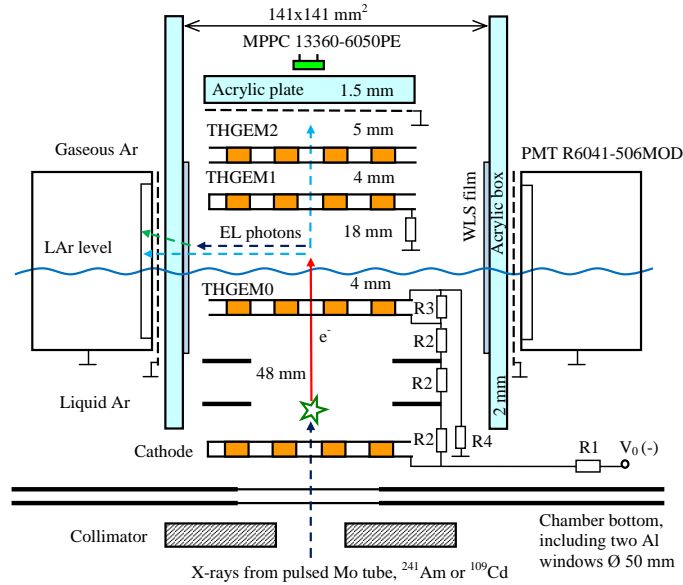 141x141 mm²
MPPC 13360-6050PE
Acrylic plate 1.5 mm
THGEM2 5 mm
Gaseous Ar
PMT R6041-506MOD
THGEM1 4 mm
WLS film
Acrylic box
EL photons 18 mm
LAr level
THGEM0 4 mm
R3
e⁻
R2
48 mm
R2
2 mm
Liquid Ar
R2
R4
Cathode
R1
V₀ (-)
Collimator
Chamber bottom,
including two Al
windows Ø 50 mm
X-rays from pulsed Mo tube, ²⁴¹Am or ¹⁰⁹Cd